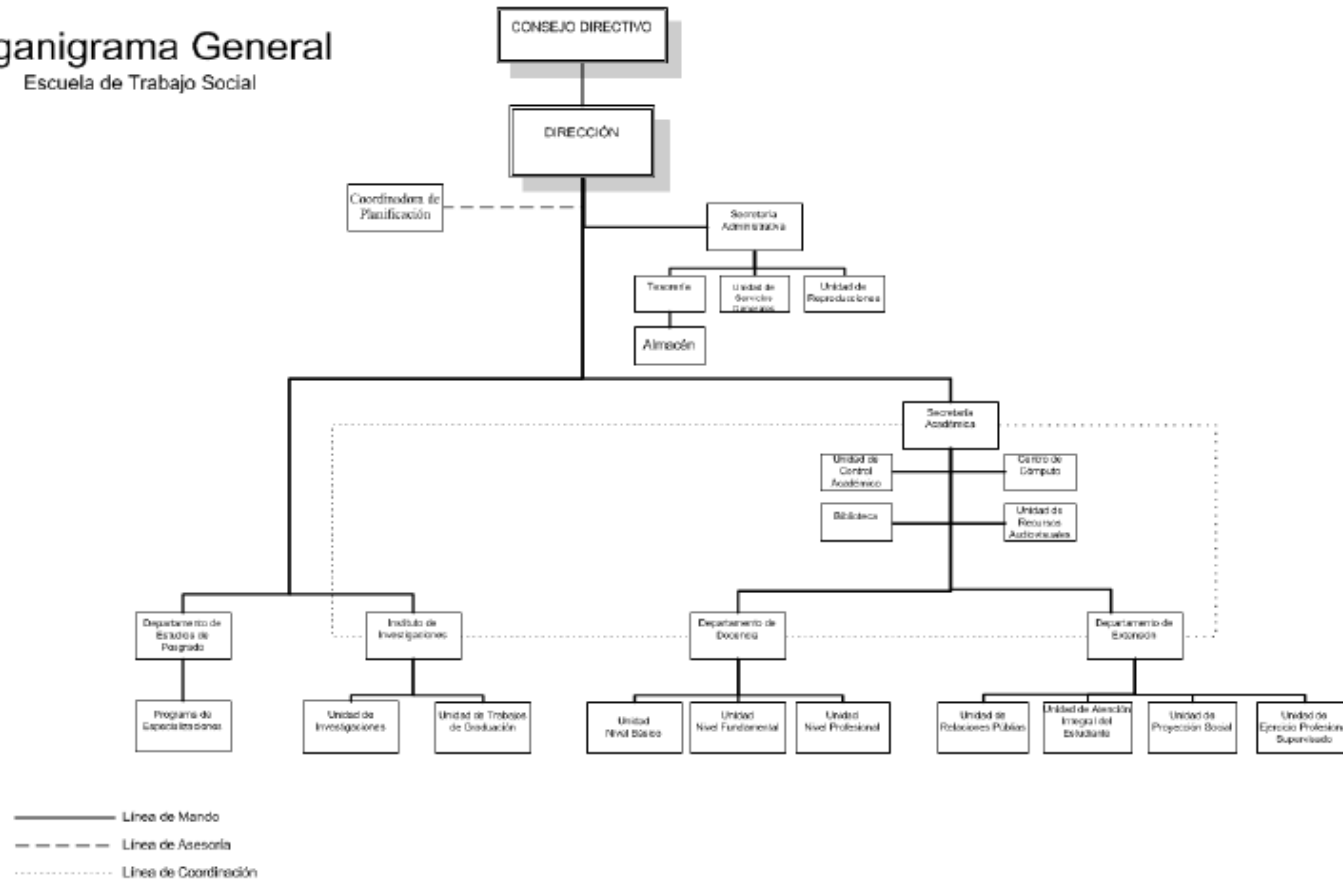 ganigrama General
Escuela de Trabajo Social
CONSEJO DIRECTIVO
DIRECCIÓN
Coordinadora de
Planificación
Secretaría
Administrativa
Tesorería
Unidad de
Servicios
Generales
Unidad de
Reproducciones
Almacén
Secretaría
Académica
Unidad de
Control
Académico
Centro de
Cómputo
Biblioteca
Unidad de
Recursos
Audiovisuales
Departamento de
Estudios de
Posgrado
Instituto de
Investigaciones
Departamento de
Docencia
Departamento de
Extensión
Programa de
Especializaciones
Unidad de
Investigaciones
Unidad de Trabajos
de Graduación
Unidad
Nivel Básico
Unidad
Nivel Fundamental
Unidad
Nivel Profesional
Unidad de
Relaciones Públias
Unidad de Atención
Integral del
Estudiante
Unidad de
Proyección Social
Unidad de
Ejercicio Profesiona
Supervisado
Línea de Mando
Línea de Asesoría
Línea de Coordinación